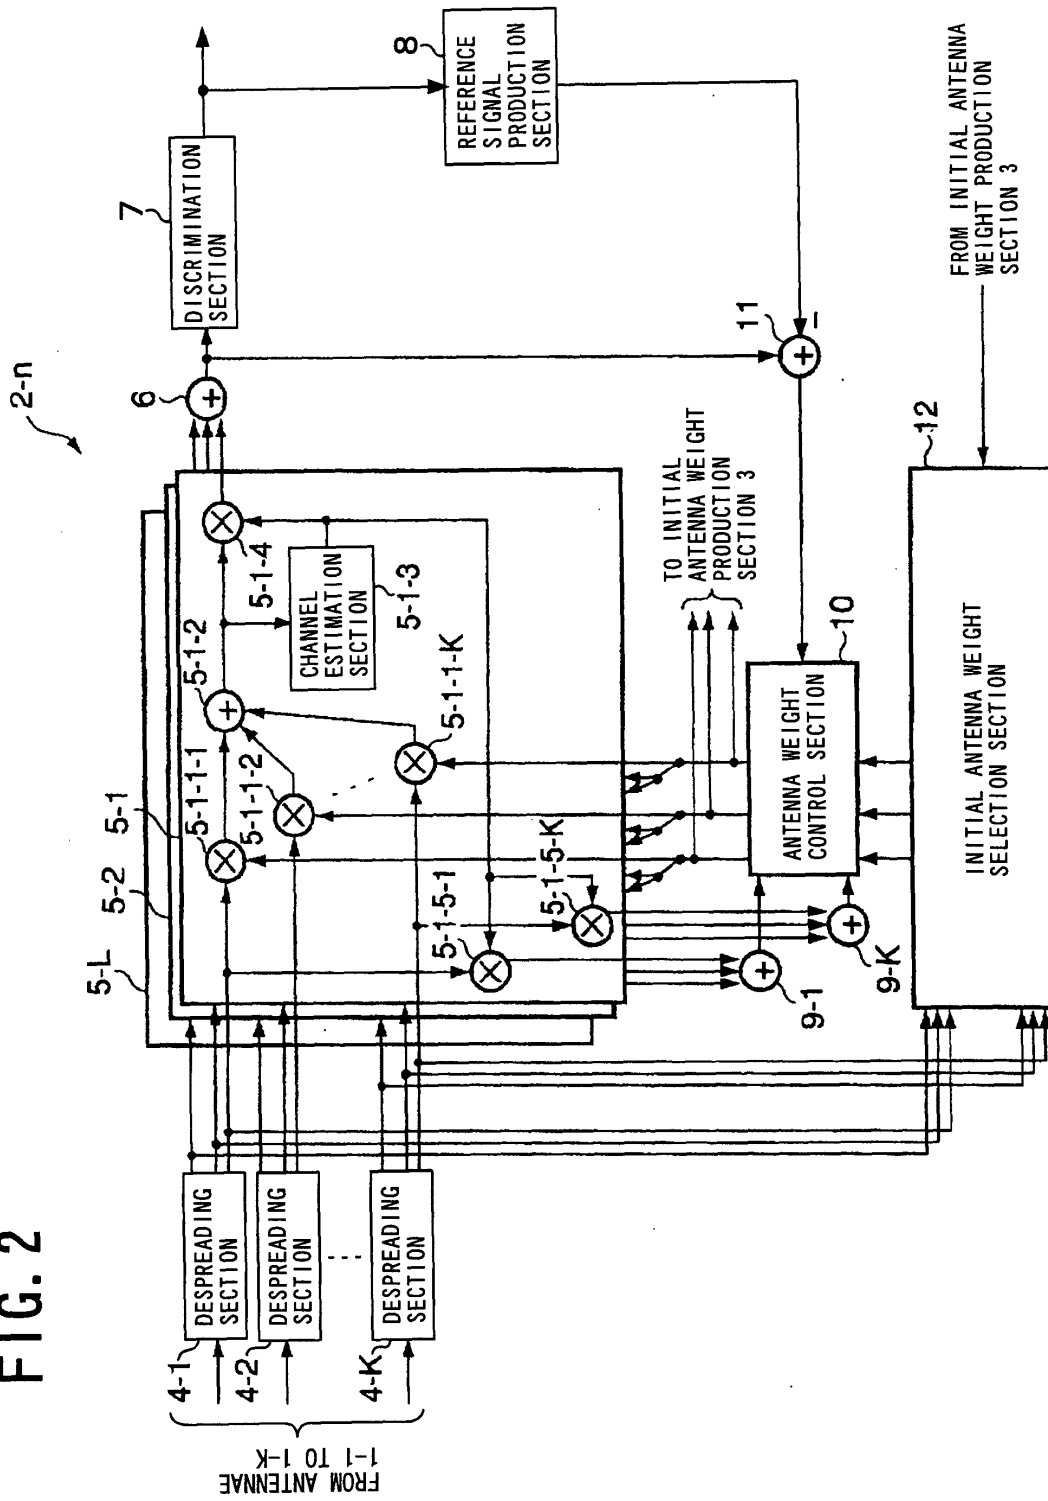 FIG. 2
2-n
FROM ANTENNAE
1-1 TO 1-K
4-1
DESPREADING
SECTION
4-2
DESPREADING
SECTION
4-K
DESPREADING
SECTION
5-L
5-2
5-1
5-1-1-1
5-1-1-2
5-1-1-K
5-1-2
5-1-4
CHANNEL
ESTIMATION
SECTION
5-1-3
5-1-5-1
5-1-5-K
6
7
DISCRIMINATION
SECTION
8
REFERENCE
SIGNAL
PRODUCTION
SECTION
9-1
9-K
TO INITIAL
ANTENNA WEIGHT
PRODUCTION
SECTION 3
ANTENNA WEIGHT
CONTROL SECTION
10
11
−
12
INITIAL ANTENNA WEIGHT
SELECTION SECTION
FROM INITIAL ANTENNA
WEIGHT PRODUCTION
SECTION 3